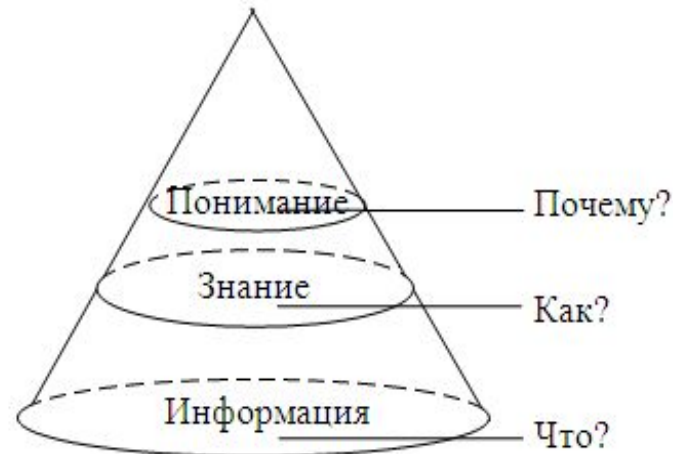 Понимание
Почему?
Знание
Как?
Информация
Что?